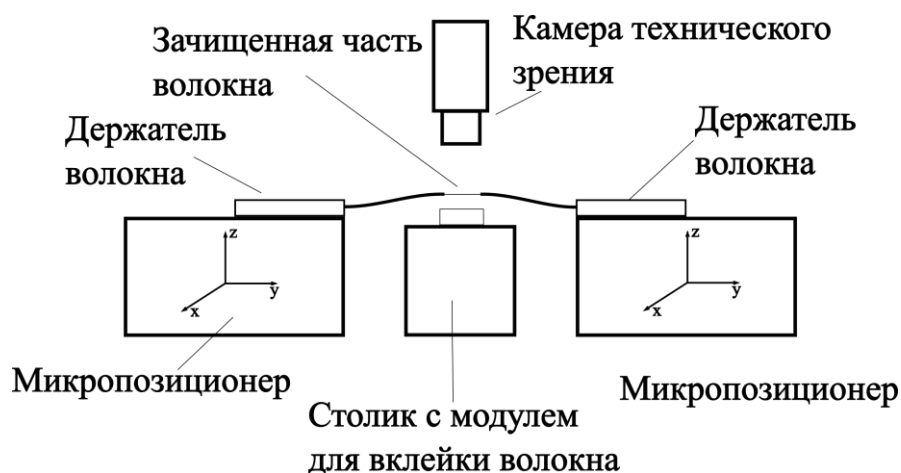 Зачищенная часть
волокна
Камера технического
зрения
Держатель
волокна
Держатель
волокна
z
y
x
z
y
x
Микропозиционер
Столик с модулем
для вклейки волокна
Микропозиционер